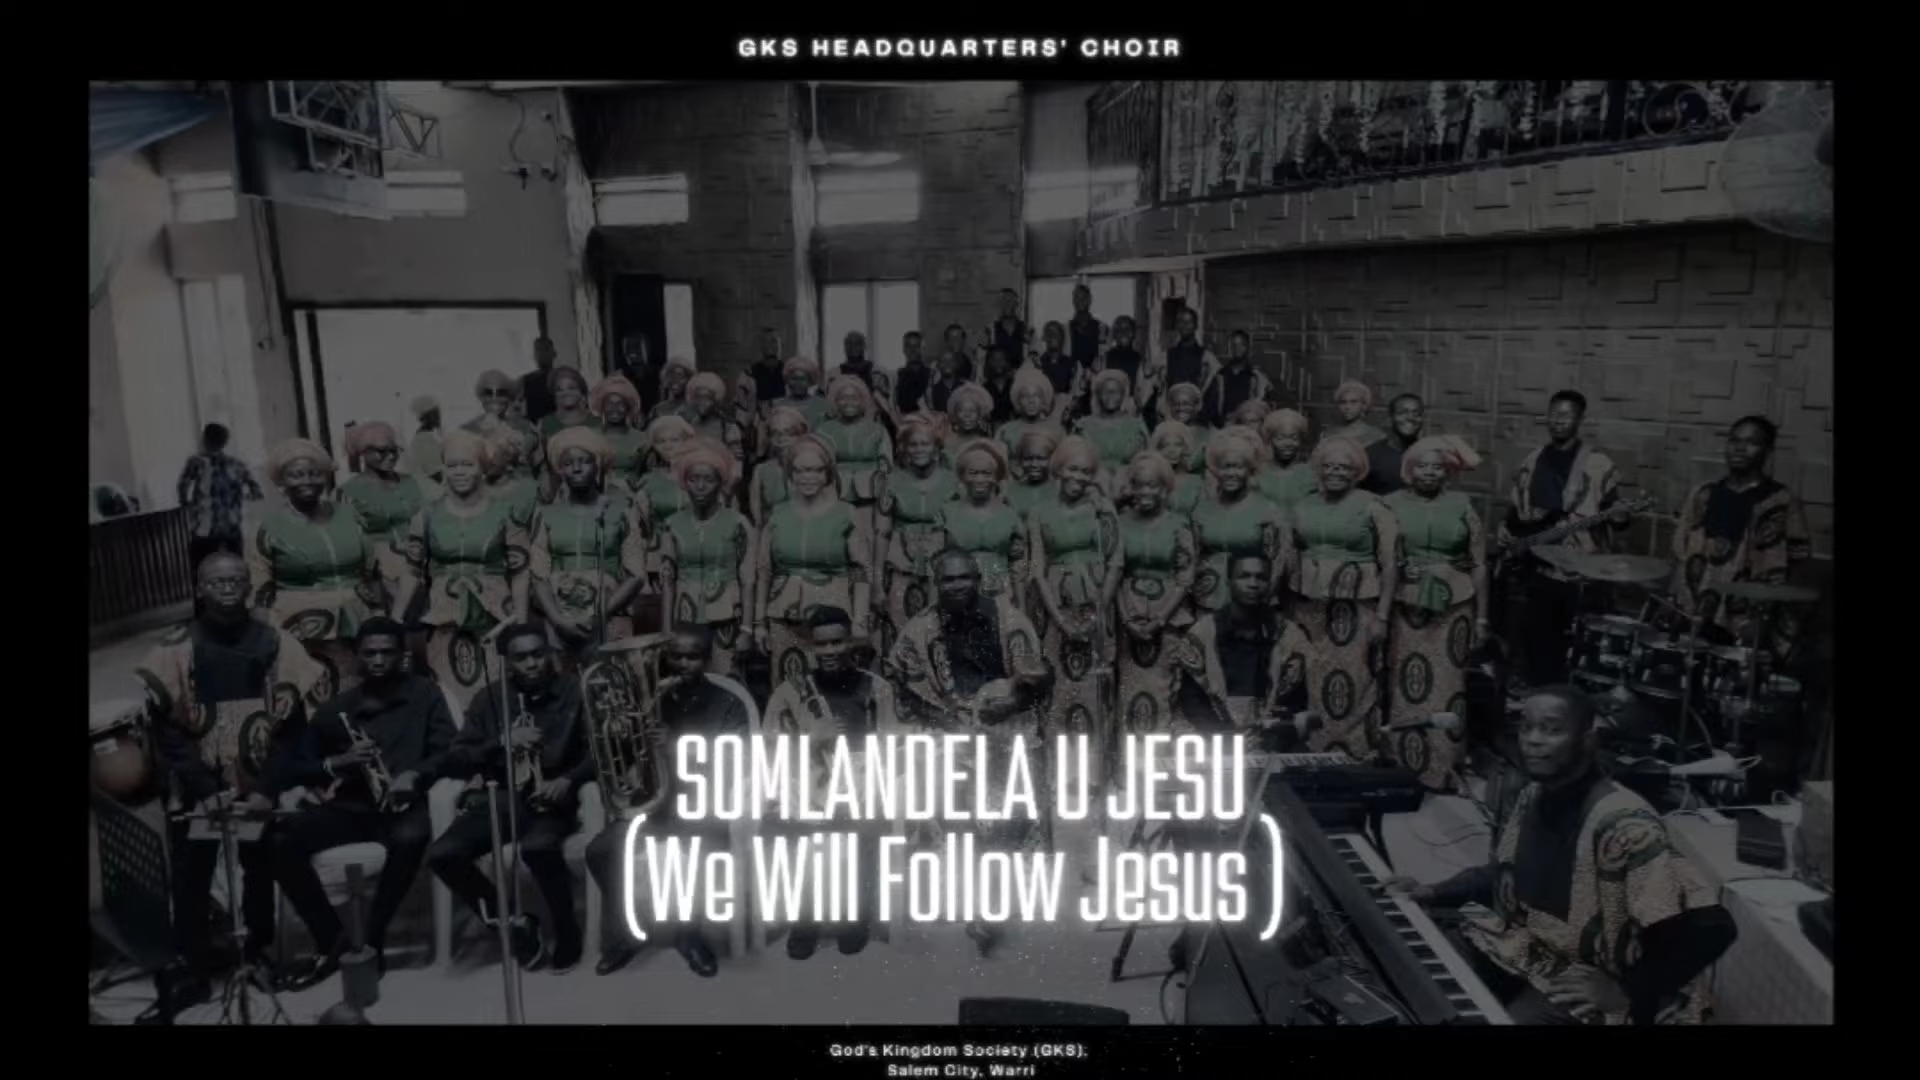 GKS HEADQUARTERS' CHOIR
SOMLANDELA U JESU
(We Will Follow Jesus )
God's Kingdom Society (GKS),
Salem City, Warri